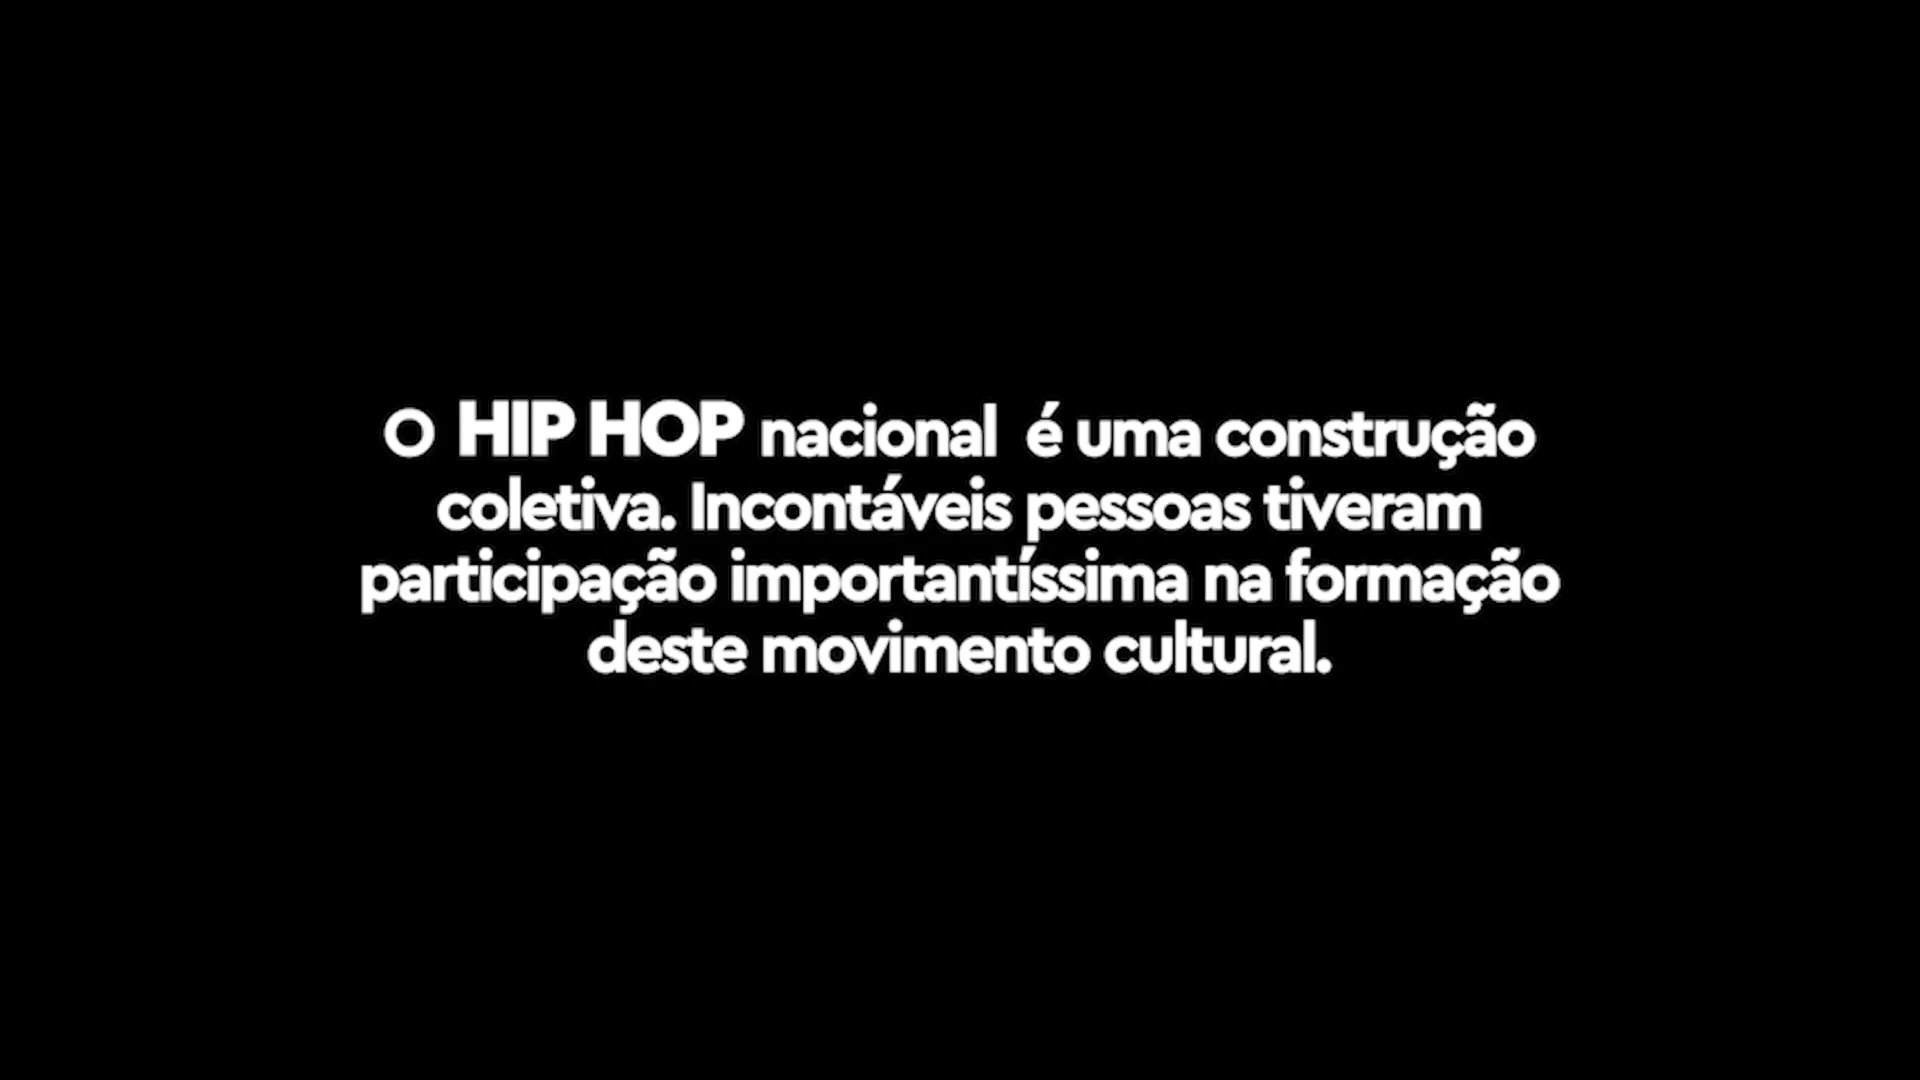 O HIP HOP nacional é uma construção
coletiva. Incontáveis pessoas tiveram
participação importantíssima na formação
deste movimento cultural.